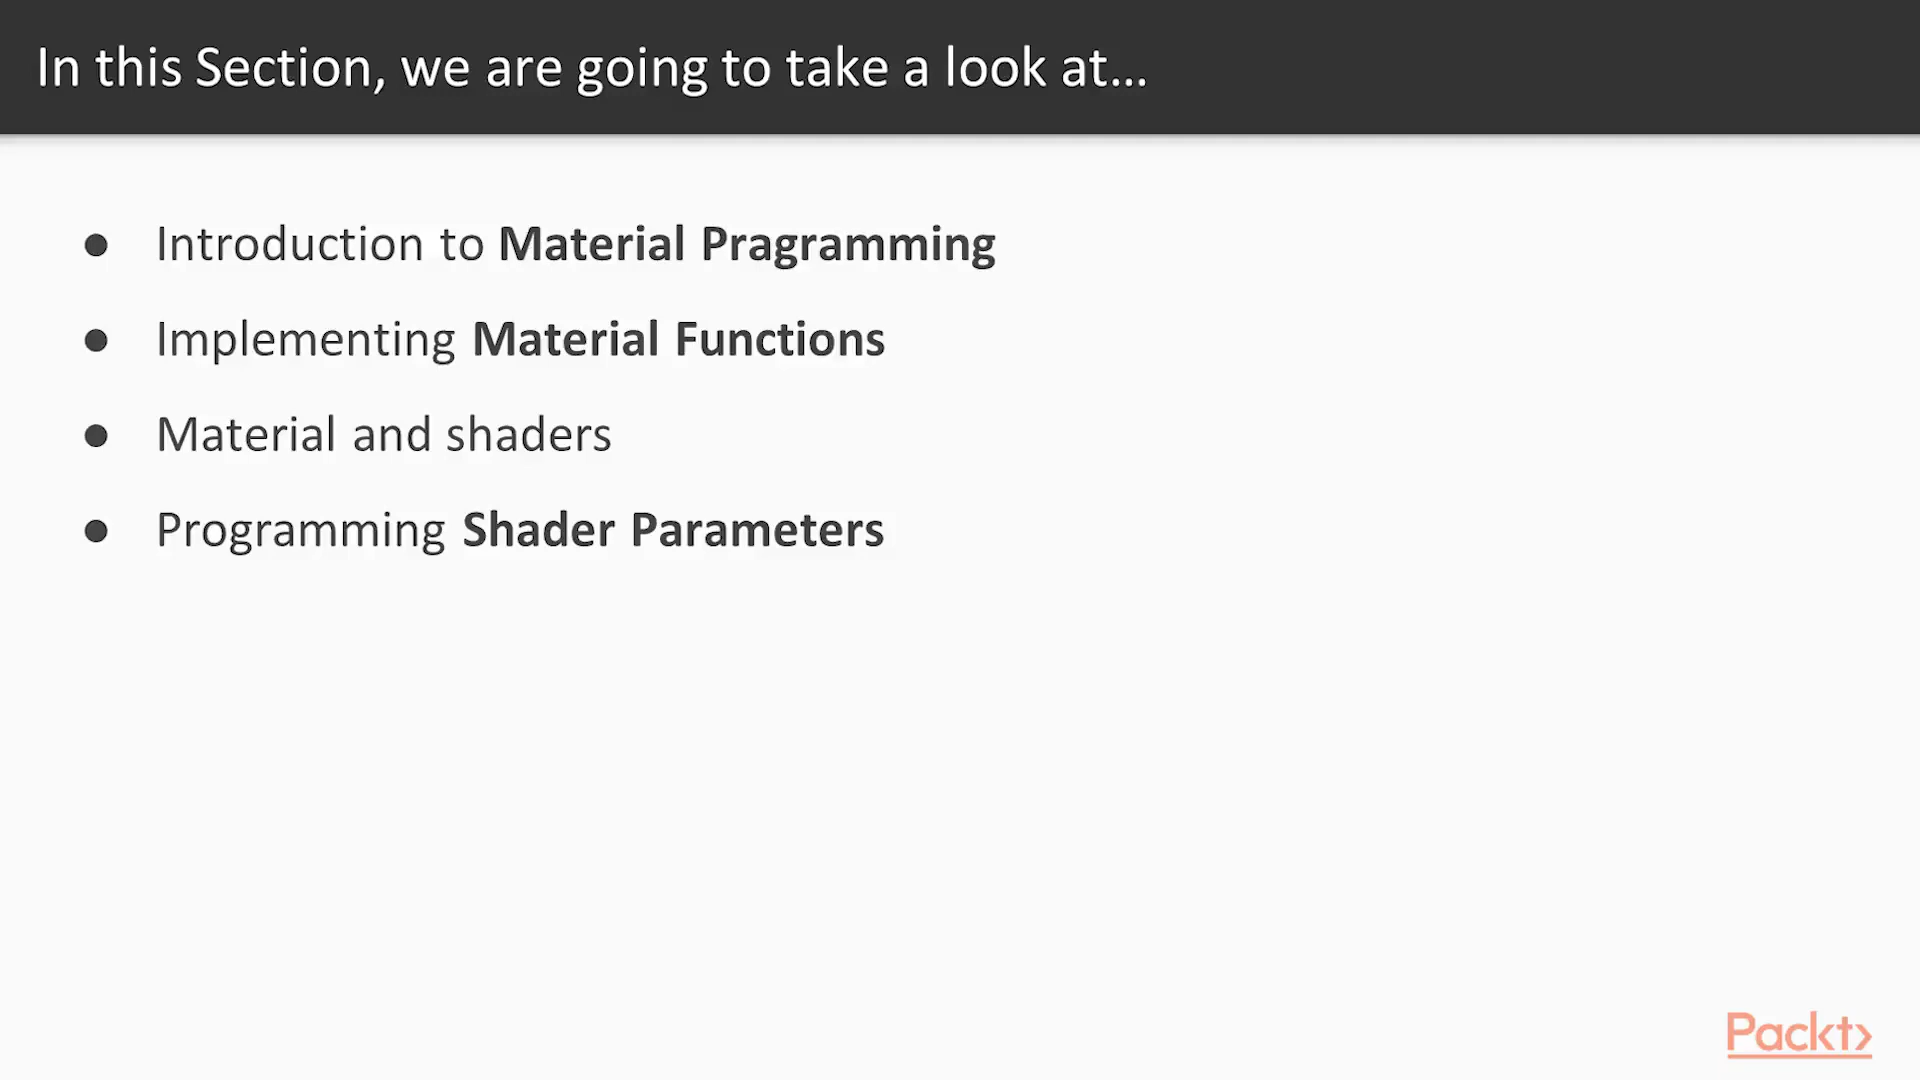 In this Section, we are going to take a look at...
● Introduction to Material Pragramming
● Implementing Material Functions
● Material and shaders
● Programming Shader Parameters
Packt>